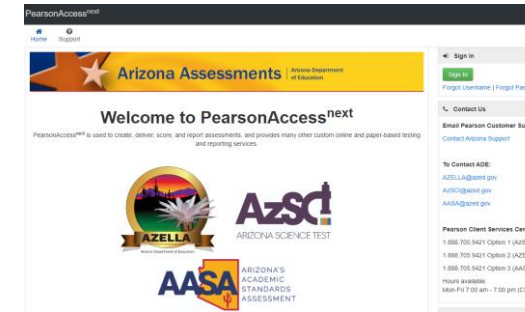 PearsonAccessnext
Home Support
Arizona Assessments Arizona Department of Education
Welcome to PearsonAccessnext
PearsonAccessnext is used to create, deliver, score, and report assessments, and provides many other custom online and paper-based testing
and reporting services.
AZELLA
AzSCI
ARIZONA SCIENCE TEST
AASA
ARIZONA'S
ACADEMIC
STANDARDS
ASSESSMENT
Sign In
Sign In
Forgot Username | Forgot Pas
Contact Us
Email Pearson Customer Su
Contact Arizona Support
To Contact ADE:
AZELLA@azed.gov
AzSCI@azed.gov
AASA@azed.gov
Pearson Client Services Cen
1.888.705.9421 Option 1 (AzS
1.888.705.9421 Option 2 (AZE
1.888.705.9421 Option 3 (AAS
Hours available:
Mon-Fri 7:00 am - 7:00 pm (C